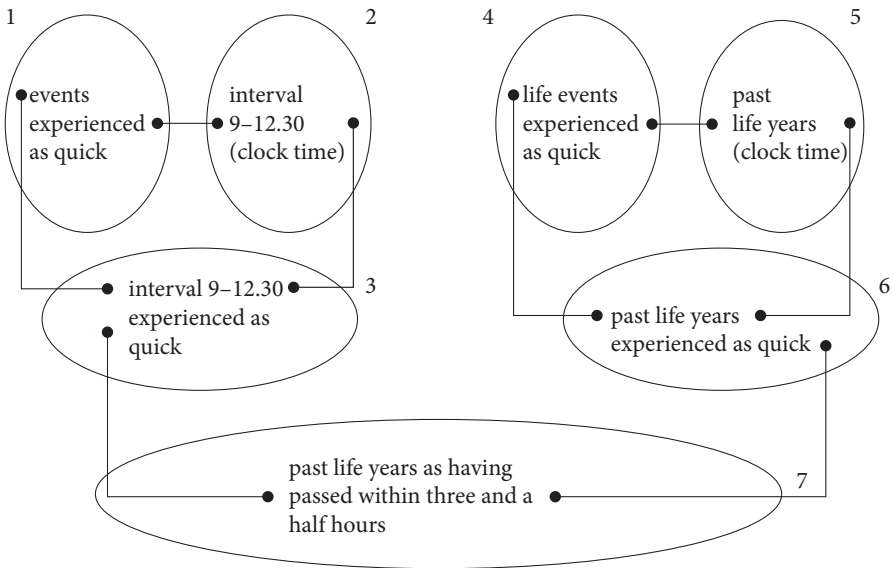 1
2
4
5
events
experienced
as quick
interval
9–12.30
(clock time)
life events
experienced
as quick
past
life years
(clock time)
interval 9–12.30
experienced as
quick
3
past life years
experienced as quick
6
past life years as having
passed within three and a
half hours
7